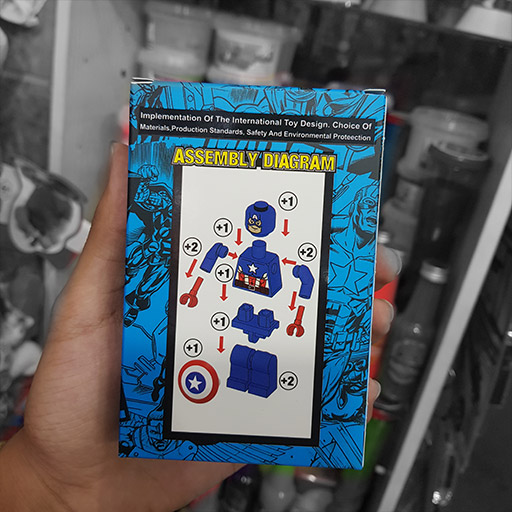 Implementation Of The International Toy Design. Choice Of
Materials,Production Standards, Safety And Environmental Proteection
ASSEMBLY DIAGRAM
+1
+1
+2
+2
+1
+1
+1
+2